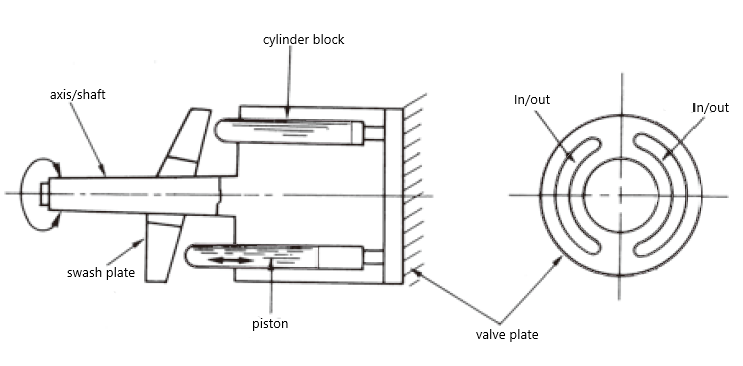 cylinder block
axis/shaft
In/out
In/out
swash plate
piston
valve plate